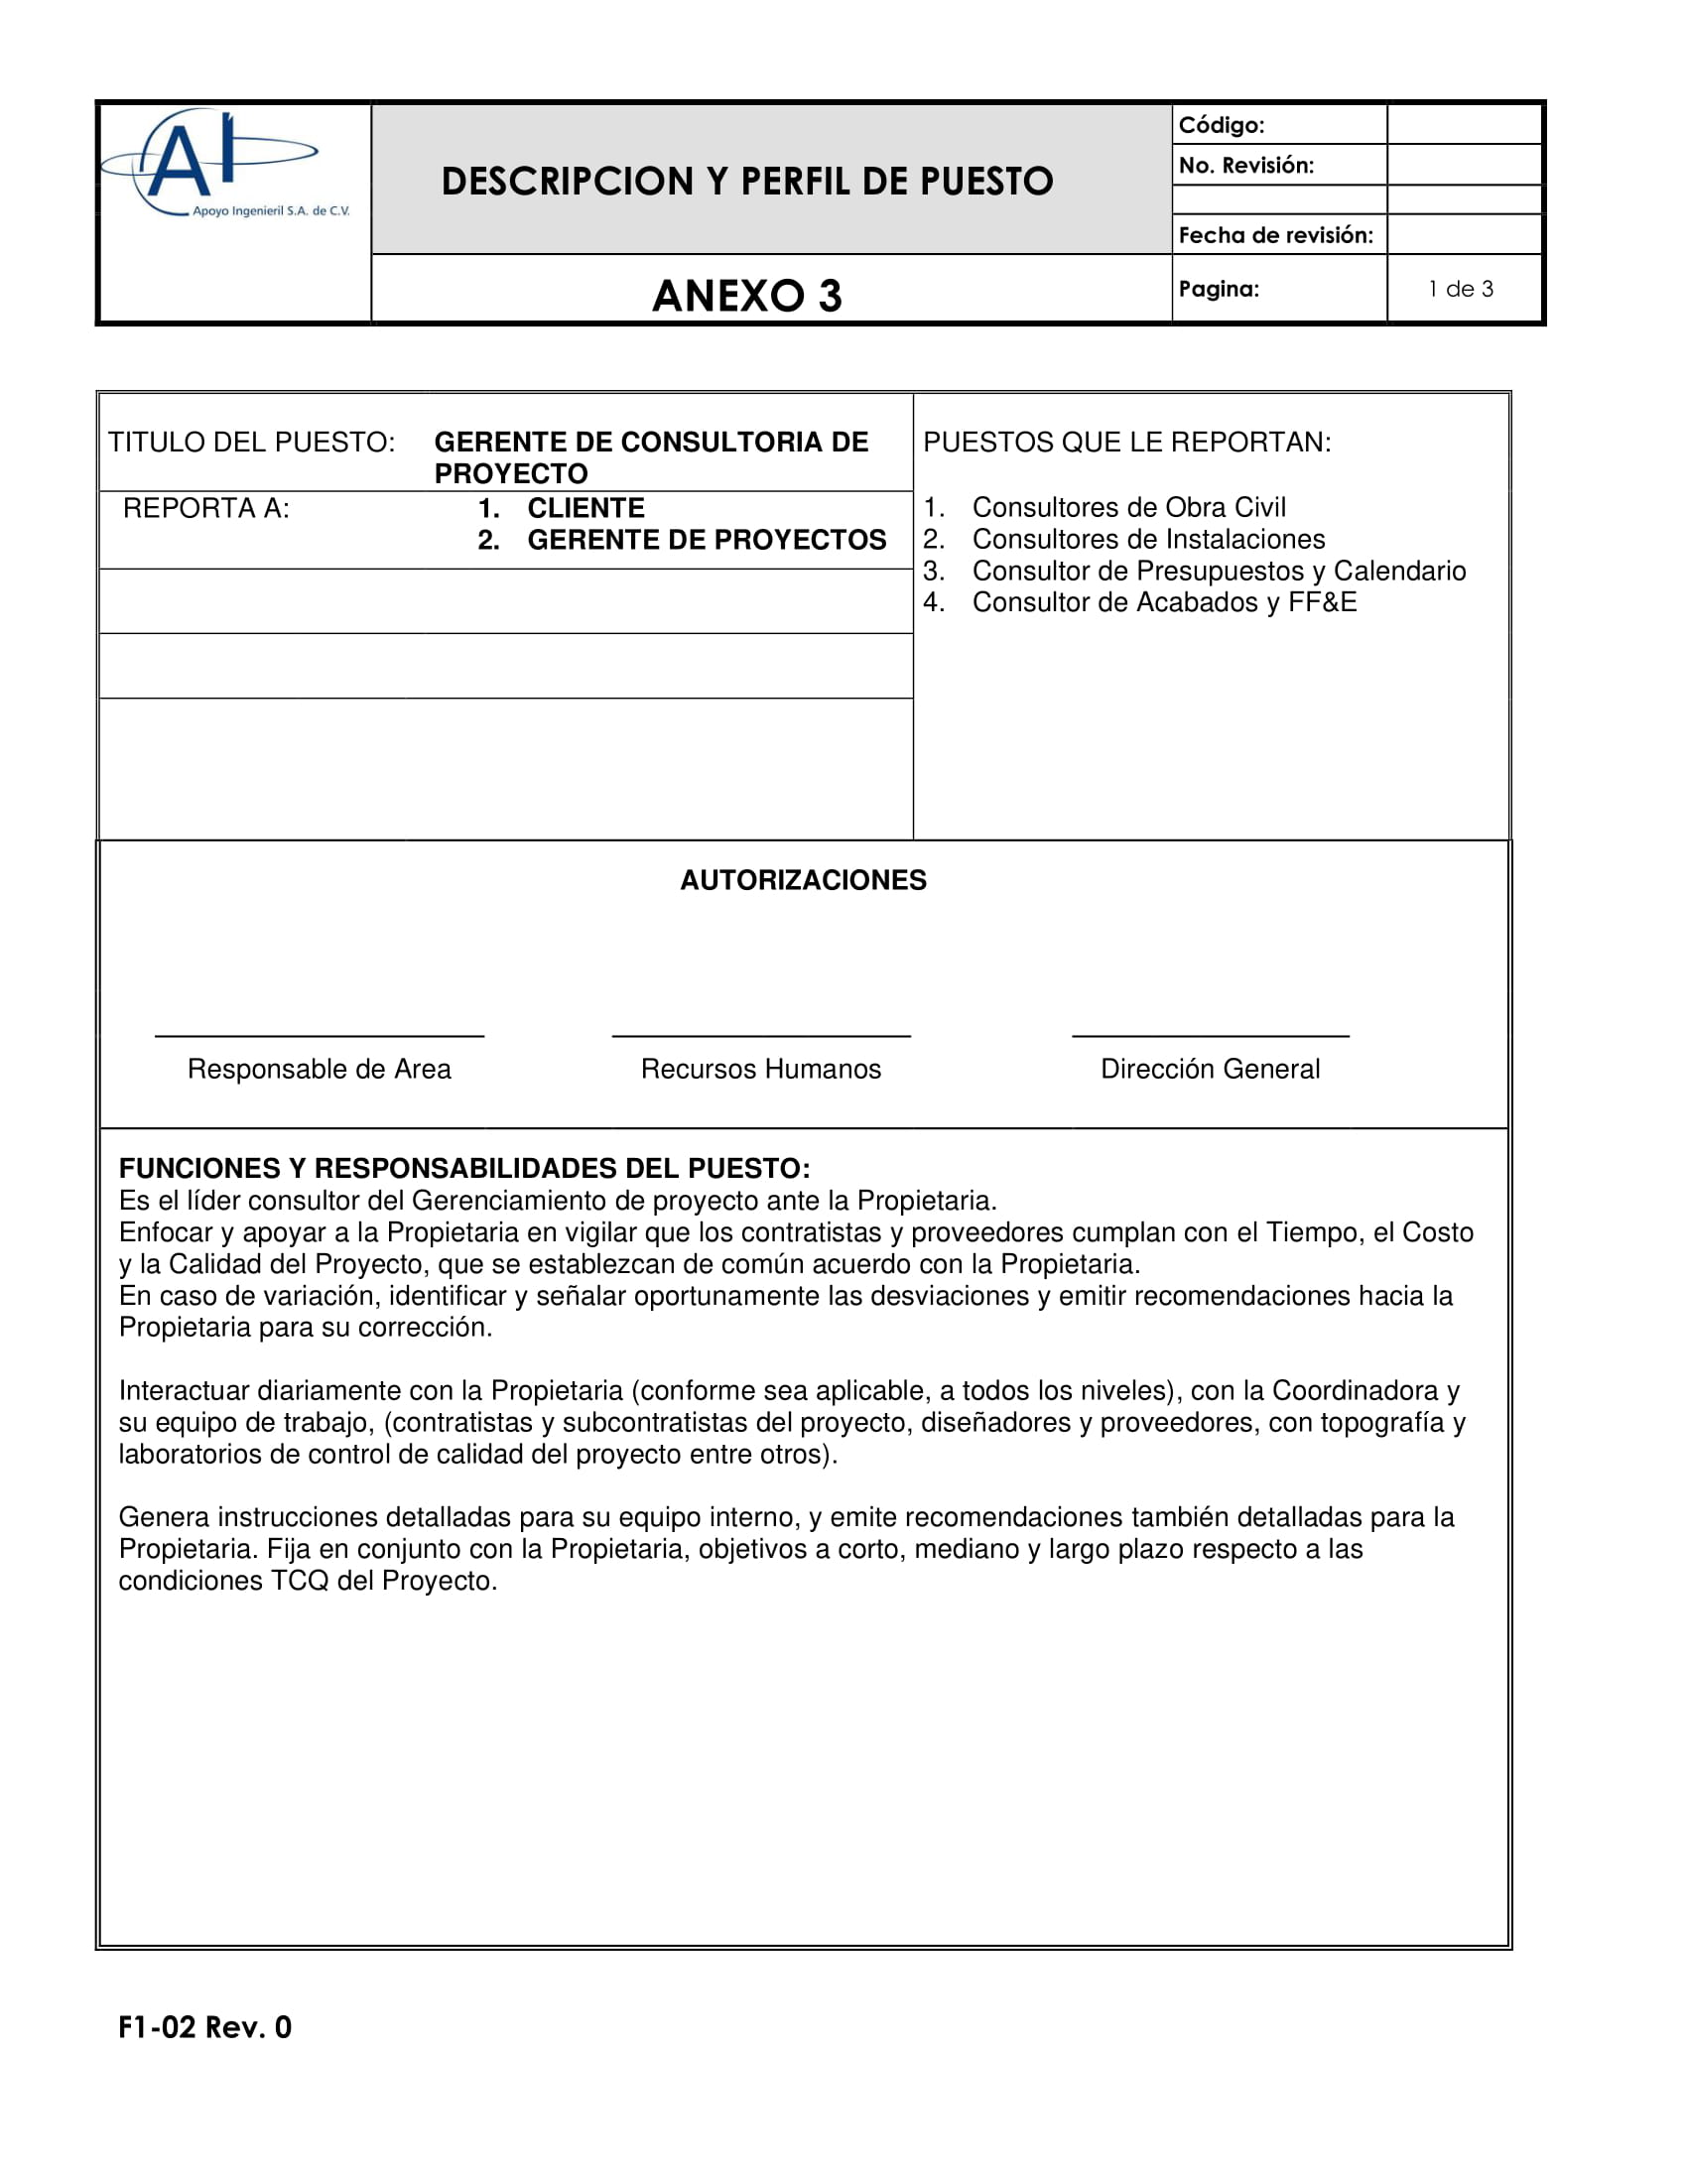 AI
Apoyo Ingenieril S.A. de C.V.
DESCRIPCION Y PERFIL DE PUESTO
ANEXO 3
Código:
No. Revisión:
Fecha de revisión:
Pagina: 1 de 3
TITULO DEL PUESTO: GERENTE DE CONSULTORIA DE
PROYECTO
REPORTA A: 1. CLIENTE
2. GERENTE DE PROYECTOS
PUESTOS QUE LE REPORTAN:
1. Consultores de Obra Civil
2. Consultores de Instalaciones
3. Consultor de Presupuestos y Calendario
4. Consultor de Acabados y FF&E
AUTORIZACIONES
Responsable de Area Recursos Humanos Dirección General
FUNCIONES Y RESPONSABILIDADES DEL PUESTO:
Es el líder consultor del Gerenciamiento de proyecto ante la Propietaria.
Enfocar y apoyar a la Propietaria en vigilar que los contratistas y proveedores cumplan con el Tiempo, el Costo
y la Calidad del Proyecto, que se establezcan de común acuerdo con la Propietaria.
En caso de variación, identificar y señalar oportunamente las desviaciones y emitir recomendaciones hacia la
Propietaria para su corrección.
Interactuar diariamente con la Propietaria (conforme sea aplicable, a todos los niveles), con la Coordinadora y
su equipo de trabajo, (contratistas y subcontratistas del proyecto, diseñadores y proveedores, con topografía y
laboratorios de control de calidad del proyecto entre otros).
Genera instrucciones detalladas para su equipo interno, y emite recomendaciones también detalladas para la
Propietaria. Fija en conjunto con la Propietaria, objetivos a corto, mediano y largo plazo respecto a las
condiciones TCQ del Proyecto.
F1-02 Rev. 0